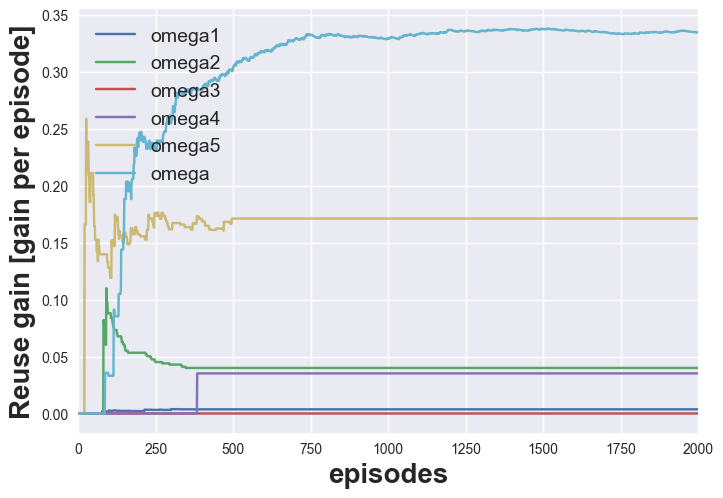 Reuse gain [gain per episode]
0.35
0.30
0.25
0.20
0.15
0.10
0.05
0.00
omega1
omega2
omega3
omega4
omega5
omega
0 250 500 750 1000 1250 1500 1750 2000
episodes